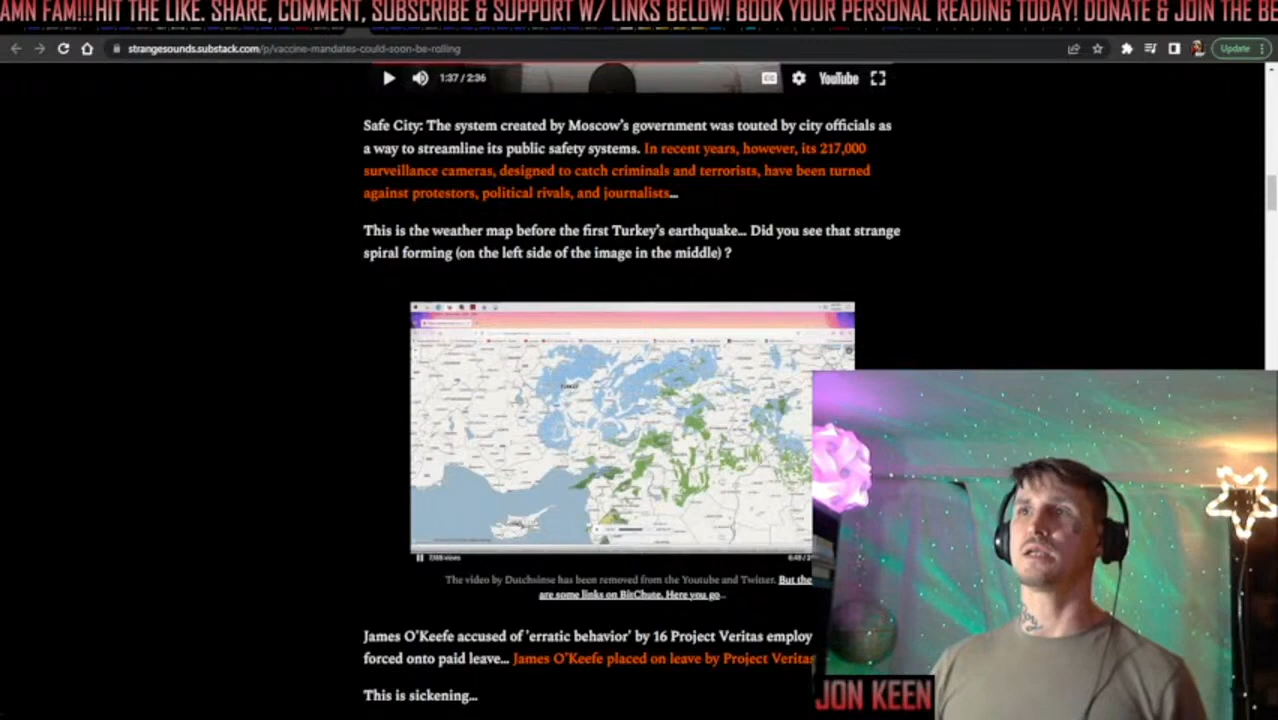 AMN FAM!!!HIT THE LIKE. SHARE, COMMENT, SUBSCRIBE & SUPPORT W/ LINKS BELOW! BOOK YOUR PERSONAL READING TODAY! DONATE & JOIN THE BE
strangesounds.substack.com/p/vaccine-mandates-could-soon-be-rolling
Update
1:37 / 2:36
CC
YouTube
Safe City: The system created by Moscow's government was touted by city officials as
a way to streamline its public safety systems. In recent years, however, its 217,000
surveillance cameras, designed to catch criminals and terrorists, have been turned
against protestors, political rivals, and journalists...
This is the weather map before the first Turkey's earthquake... Did you see that strange
spiral forming (on the left side of the image in the middle) ?
TURKEY
The video by Dutchsinse has been removed from the Youtube and Twitter. But the
are some links on BitChute. Here you go...
James O'Keefe accused of 'erratic behavior' by 16 Project Veritas employ
forced onto paid leave... James O'Keefe placed on leave by Project Veritas
This is sickening...
JON KEEN